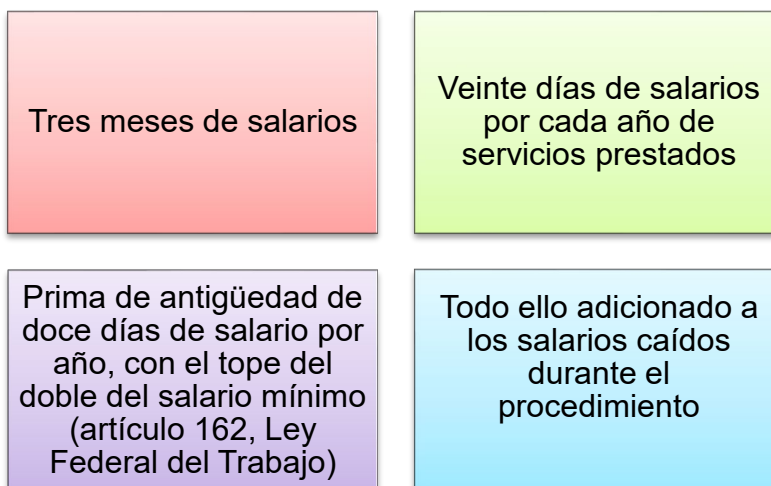 Tres meses de salarios
Veinte días de salarios
por cada año de
servicios prestados
Prima de antigüedad de
doce días de salario por
año, con el tope del
doble del salario mínimo
(artículo 162, Ley
Federal del Trabajo)
Todo ello adicionado a
los salarios caídos
durante el
procedimiento